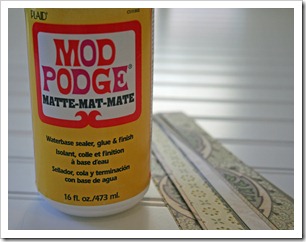 PLAID
MOD
PODGE®
MATTE-MAT-MATE
Waterbase sealer, glue & finish
Isolant, colle et finition
à base d'eau
Sellador, cola y terminación
con base de agua
16 fl. oz./473 ml.